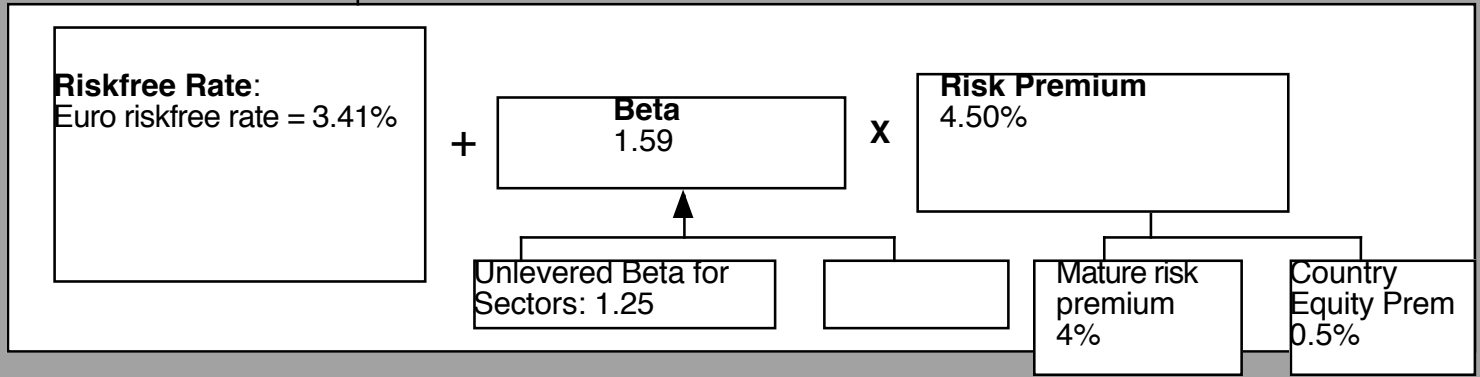 Riskfree Rate:
Euro riskfree rate = 3.41%
+
Beta
1.59
X
Risk Premium
4.50%
Unlevered Beta for
Sectors: 1.25
Mature risk
premium
4%
Country
Equity Prem
0.5%